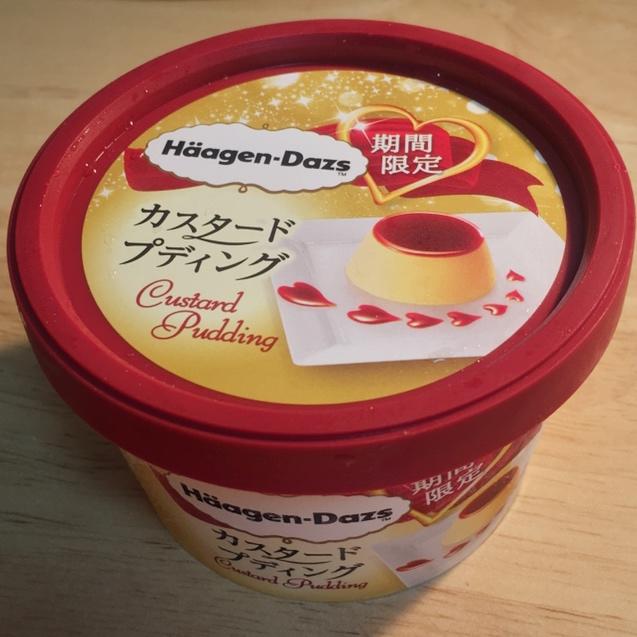 Häagen-Dazs™
期間
限定
カスタード
プディング
Custard
Pudding
Häagen-Dazs
期間
限定
カスタード
プディング
Custard Pudding